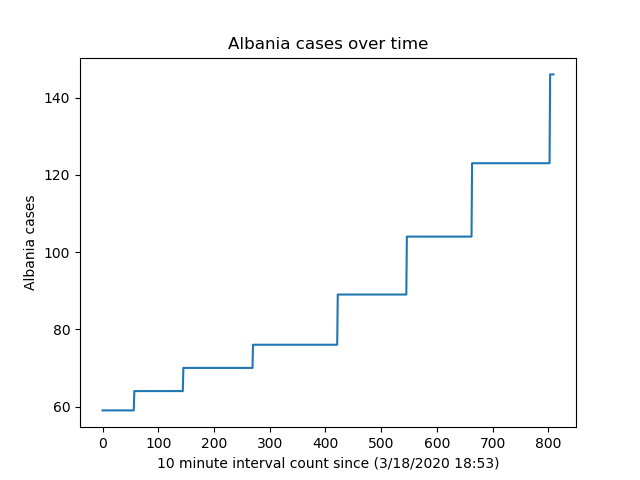 Albania cases over time
140
120
100
80
60
Albania cases
0 100 200 300 400 500 600 700 800
10 minute interval count since (3/18/2020 18:53)